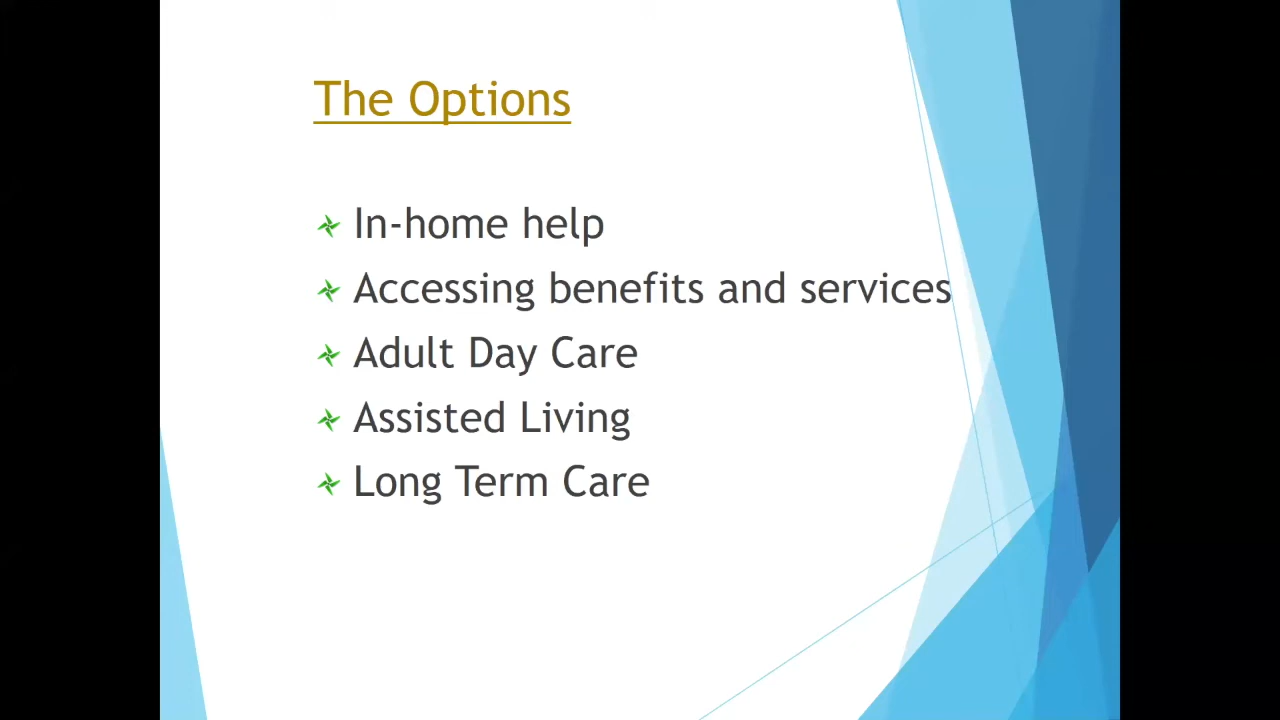 The Options
In-home help
Accessing benefits and services
Adult Day Care
Assisted Living
Long Term Care